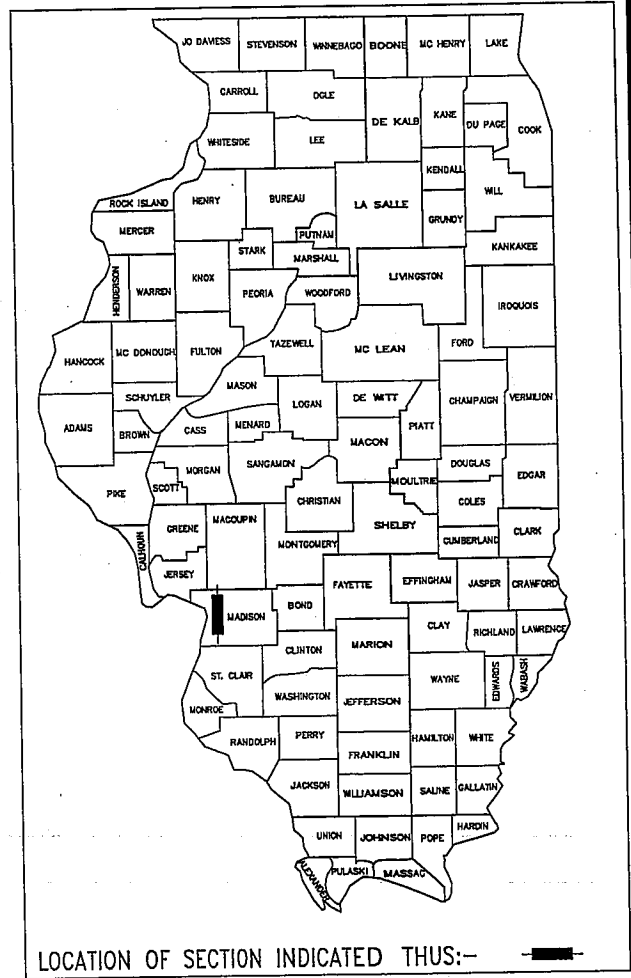 JO DAVIESS STEVENSON WINNEBAGO BOONE MC HENRY LAKE
CARROLL OGLE DE KALB KANE DU PAGE COOK
WHITESIDE LEE
KENDALL WILL
ROCK ISLAND HENRY BUREAU LA SALLE GRUNDY
MERCER STARK PUTNAM KANKAKEE
MARSHALL
HENDERSON WARREN KNOX PEORIA WOODFORD LIVINGSTON IROQUOIS
HANCOCK MC DONOUGH FULTON TAZEWELL MC LEAN FORD
MASON
SCHUYLER LOGAN DE WITT CHAMPAIGN VERMILION
ADAMS BROWN CASS MENARD MACON PIATT
MORGAN SANGAMON DOUGLAS EDGAR
PIKE SCOTT CHRISTIAN MOULTRIE COLES
GREENE MACOUPIN SHELBY CLARK
CALHOUN MONTGOMERY CUMBERLAND
JERSEY FAYETTE EFFINGHAM JASPER CRAWFORD
MADISON BOND CLAY RICHLAND LAWRENCE
MARION
CLINTON
ST. CLAIR WAYNE EDWARDS WABASH
WASHINGTON JEFFERSON
MONROE
RANDOLPH PERRY FRANKLIN HAMILTON WHITE
JACKSON WILLIAMSON SALINE GALLATIN
UNION JOHNSON POPE HARDIN
ALEXANDER PULASKI MASSAC
LOCATION OF SECTION INDICATED THUS:-